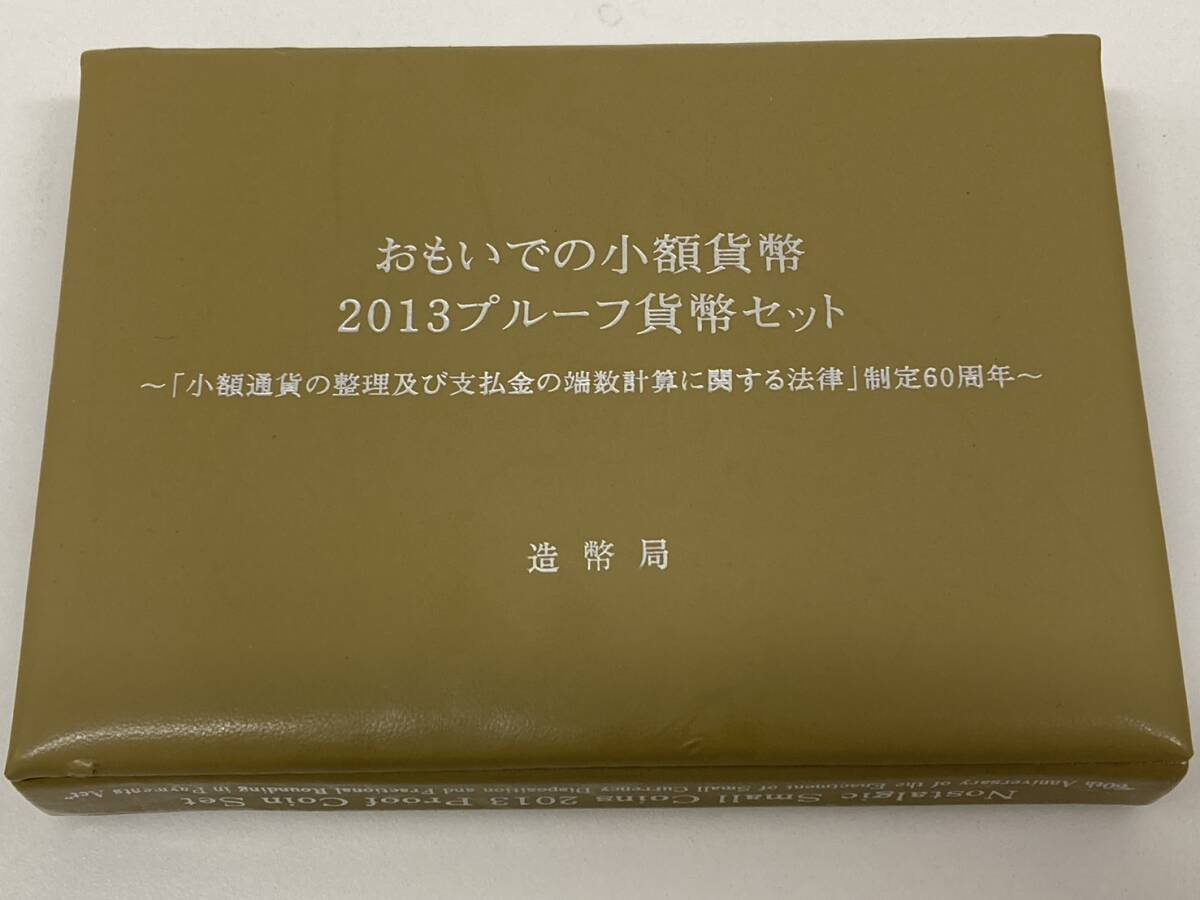 おもいでの小額貨幣
2013プルーフ貨幣セット
～「小額通貨の整理及び支払金の端数計算に関する法律」制定60周年～
造幣局
Nostalgic Small Coins 2013 Proof Coin Set
"60th Anniversary of the Enactment of Small Currency Disposition and Fractional Rounding in Payments Act"